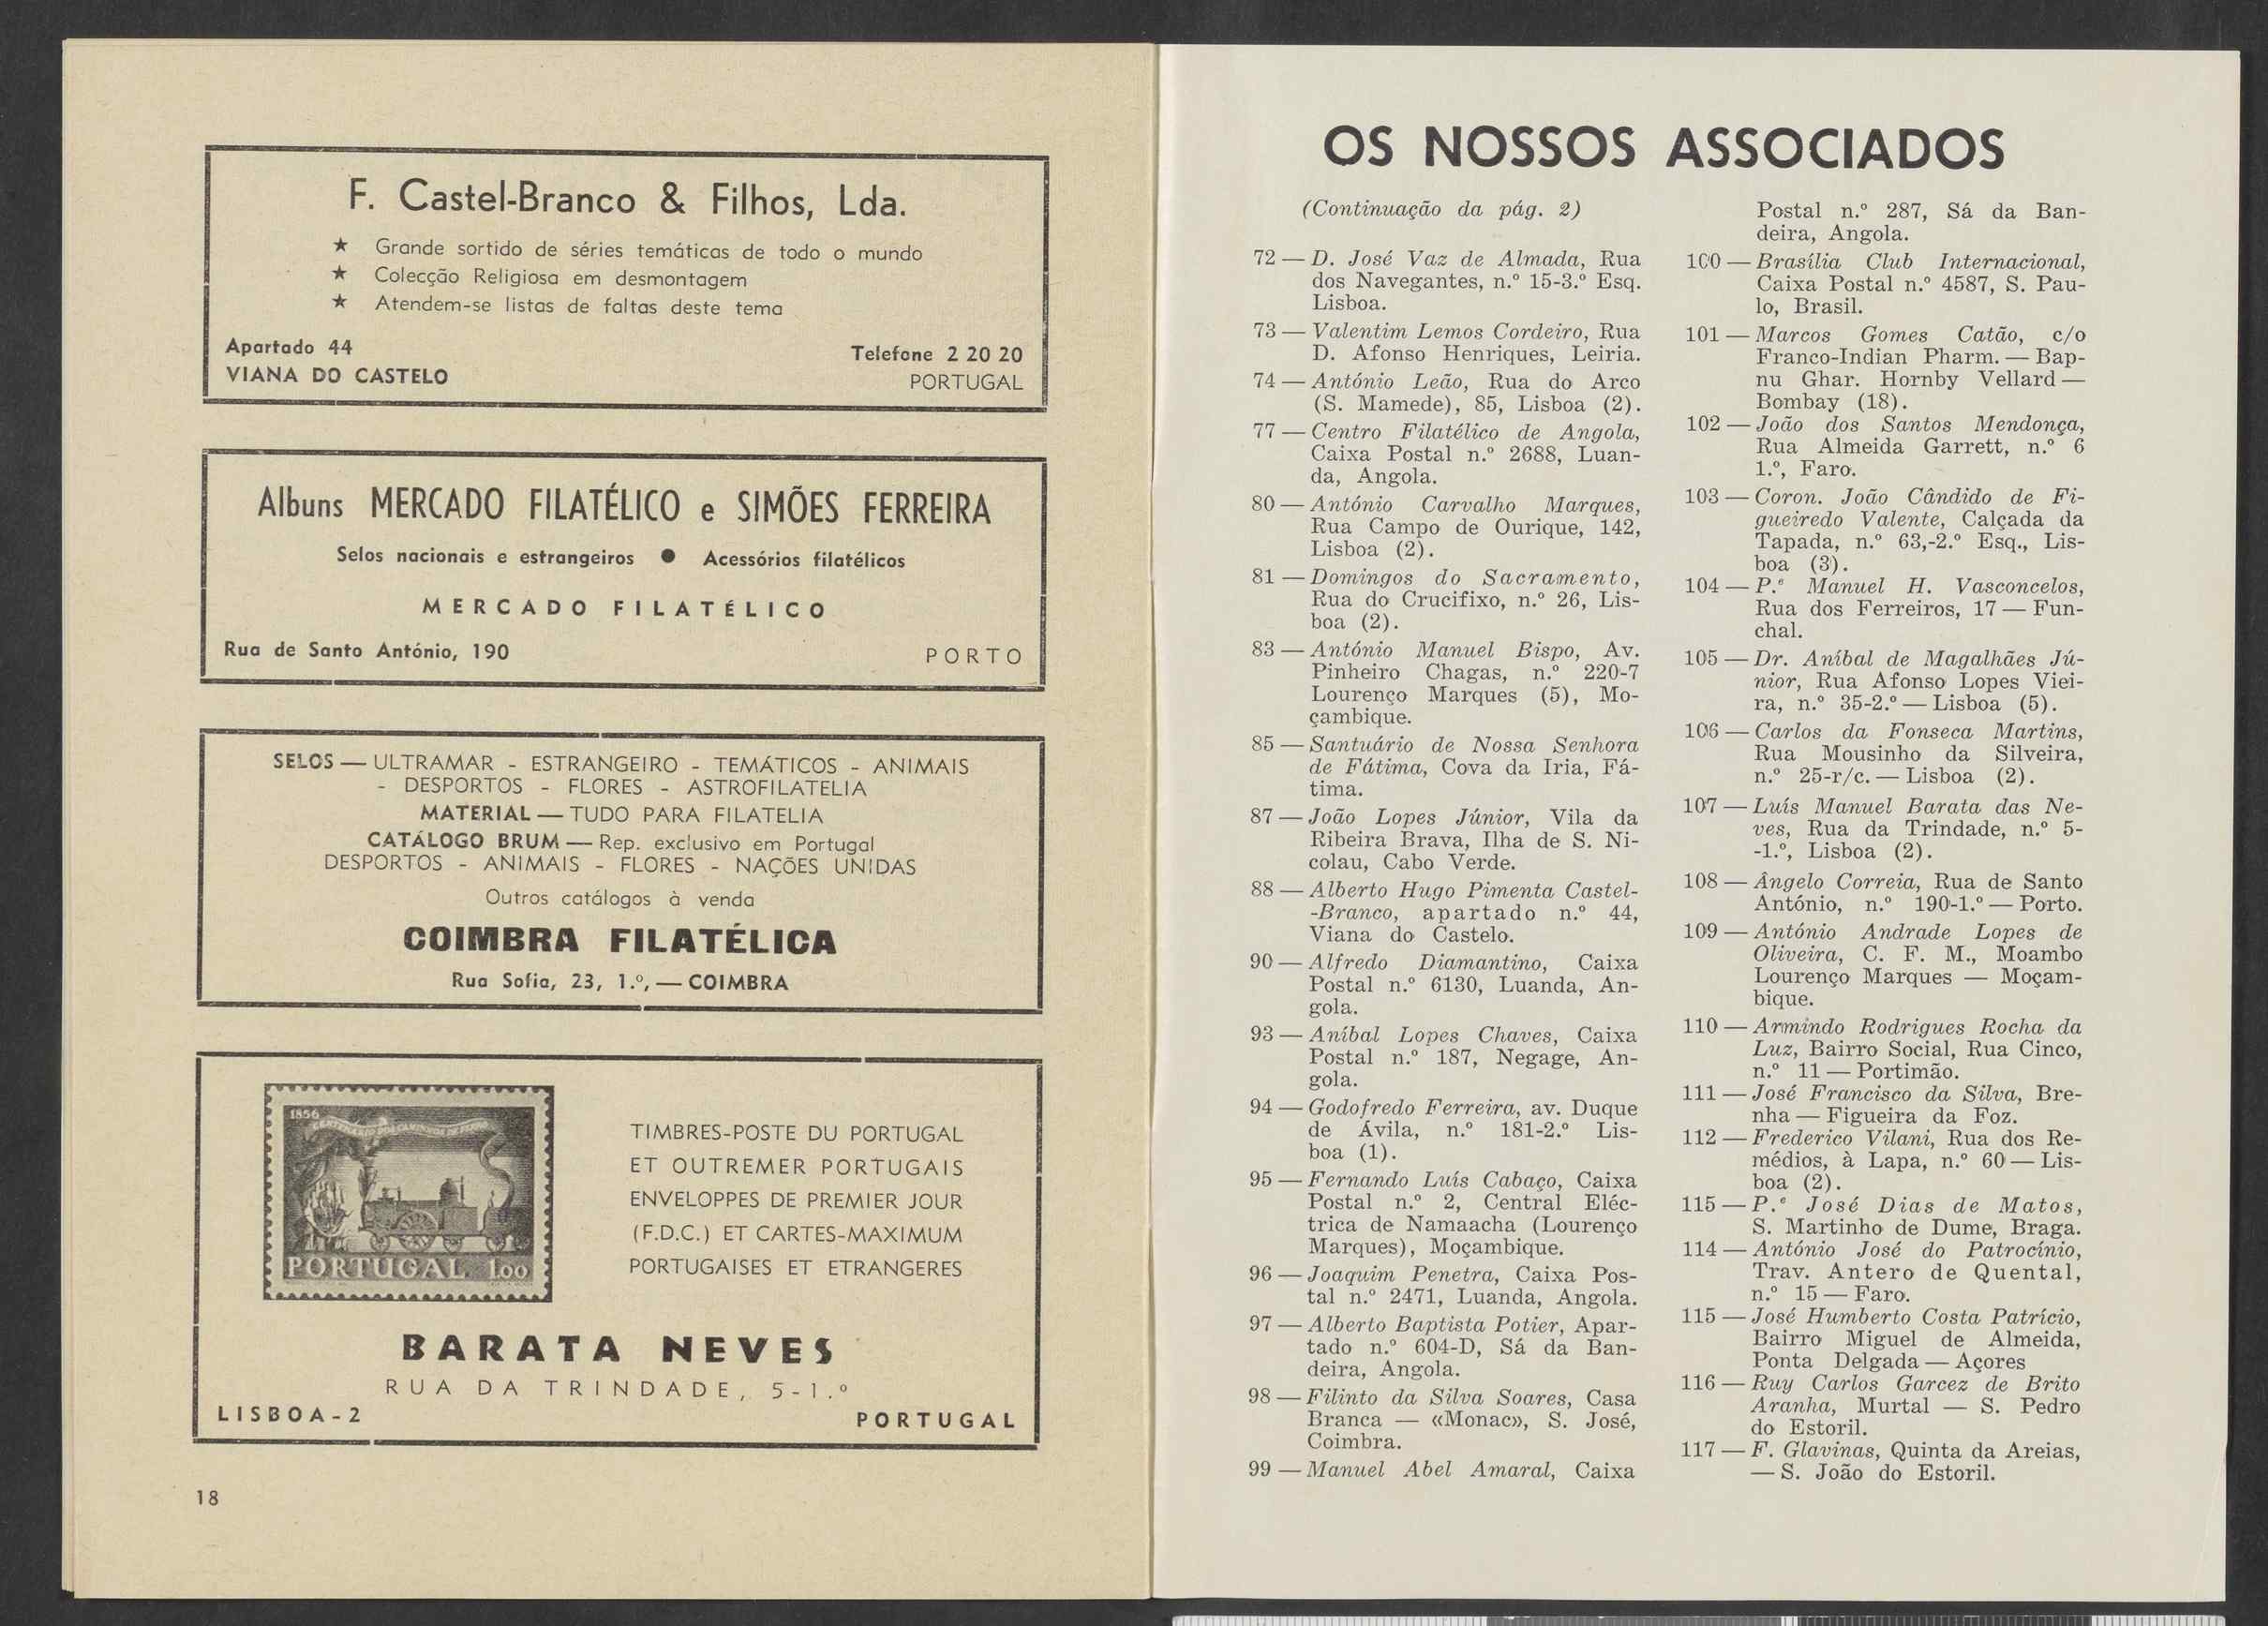 F. Castel-Branco & Filhos, Lda.
★ Grande sortido de séries temáticas de todo o mundo
★ Colecção Religiosa em desmontagem
★ Atendem-se listas de faltas deste tema
Apartado 44
VIANA DO CASTELO
Telefone 2 20 20
PORTUGAL
Albuns MERCADO FILATÉLICO e SIMÕES FERREIRA
Selos nacionais e estrangeiros ● Acessórios filatélicos
MERCADO FILATÉLICO
Rua de Santo António, 190 PORTO
SELOS — ULTRAMAR - ESTRANGEIRO - TEMÁTICOS - ANIMAIS
- DESPORTOS - FLORES - ASTROFILATELIA
MATERIAL — TUDO PARA FILATELIA
CATÁLOGO BRUM — Rep. exclusivo em Portugal
DESPORTOS - ANIMAIS - FLORES - NAÇÕES UNIDAS
Outros catálogos à venda
COIMBRA FILATÉLICA
Rua Sofia, 23, 1.º, — COIMBRA
1856
CENTENÁRIO DOS CAMINHOS DE FERRO
PORTUGAL 1$00
TIMBRES-POSTE DU PORTUGAL
ET OUTREMER PORTUGAIS
ENVELOPPES DE PREMIER JOUR
(F.D.C.) ET CARTES-MAXIMUM
PORTUGAISES ET ETRANGERES
BARATA NEVES
RUA DA TRINDADE, 5-1.º
LISBOA-2 PORTUGAL
18
OS NOSSOS ASSOCIADOS
(Continuação da pág. 2)
72 — D. José Vaz de Almada, Rua
dos Navegantes, n.º 15-3.º Esq.
Lisboa.
73 — Valentim Lemos Cordeiro, Rua
D. Afonso Henriques, Leiria.
74 — António Leão, Rua do Arco
(S. Mamede), 85, Lisboa (2).
77 — Centro Filatélico de Angola,
Caixa Postal n.º 2688, Luan-
da, Angola.
80 — António Carvalho Marques,
Rua Campo de Ourique, 142,
Lisboa (2).
81 — Domingos do Sacramento,
Rua do Crucifixo, n.º 26, Lis-
boa (2).
83 — António Manuel Bispo, Av.
Pinheiro Chagas, n.º 220-7
Lourenço Marques (5), Mo-
çambique.
85 — Santuário de Nossa Senhora
de Fátima, Cova da Iria, Fá-
tima.
87 — João Lopes Júnior, Vila da
Ribeira Brava, Ilha de S. Ni-
colau, Cabo Verde.
88 — Alberto Hugo Pimenta Castel-
-Branco, apartado n.º 44,
Viana do Castelo.
90 — Alfredo Diamantino, Caixa
Postal n.º 6130, Luanda, An-
gola.
93 — Aníbal Lopes Chaves, Caixa
Postal n.º 187, Negage, An-
gola.
94 — Godofredo Ferreira, av. Duque
de Ávila, n.º 181-2.º Lis-
boa (1).
95 — Fernando Luís Cabaço, Caixa
Postal n.º 2, Central Eléc-
trica de Namaacha (Lourenço
Marques), Moçambique.
96 — Joaquim Penetra, Caixa Pos-
tal n.º 2471, Luanda, Angola.
97 — Alberto Baptista Potier, Apar-
tado n.º 604-D, Sá da Ban-
deira, Angola.
98 — Filinto da Silva Soares, Casa
Branca — «Monac», S. José,
Coimbra.
99 — Manuel Abel Amaral, Caixa
Postal n.º 287, Sá da Ban-
deira, Angola.
100 — Brasília Club Internacional,
Caixa Postal n.º 4587, S. Pau-
lo, Brasil.
101 — Marcos Gomes Catão, c/o
Franco-Indian Pharm. — Bap-
nu Ghar. Hornby Vellard —
Bombay (18).
102 — João dos Santos Mendonça,
Rua Almeida Garrett, n.º 6
1.º, Faro.
103 — Coron. João Cândido de Fi-
gueiredo Valente, Calçada da
Tapada, n.º 63,-2.º Esq., Lis-
boa (3).
104 — P.ᵉ Manuel H. Vasconcelos,
Rua dos Ferreiros, 17 — Fun-
chal.
105 — Dr. Aníbal de Magalhães Jú-
nior, Rua Afonso Lopes Viei-
ra, n.º 35-2.º — Lisboa (5).
106 — Carlos da Fonseca Martins,
Rua Mousinho da Silveira,
n.º 25-r/c. — Lisboa (2).
107 — Luís Manuel Barata das Ne-
ves, Rua da Trindade, n.º 5-
-1.º, Lisboa (2).
108 — Ângelo Correia, Rua de Santo
António, n.º 190-1.º — Porto.
109 — António Andrade Lopes de
Oliveira, C. F. M., Moambo
Lourenço Marques — Moçam-
bique.
110 — Armindo Rodrigues Rocha da
Luz, Bairro Social, Rua Cinco,
n.º 11 — Portimão.
111 — José Francisco da Silva, Bre-
nha — Figueira da Foz.
112 — Frederico Vilani, Rua dos Re-
médios, à Lapa, n.º 60 — Lis-
boa (2).
115 — P.ᵉ José Dias de Matos,
S. Martinho de Dume, Braga.
114 — António José do Patrocínio,
Trav. Antero de Quental,
n.º 15 — Faro.
115 — José Humberto Costa Patrício,
Bairro Miguel de Almeida,
Ponta Delgada — Açores
116 — Ruy Carlos Garcez de Brito
Aranha, Murtal — S. Pedro
do Estoril.
117 — F. Glavinas, Quinta da Areias,
— S. João do Estoril.